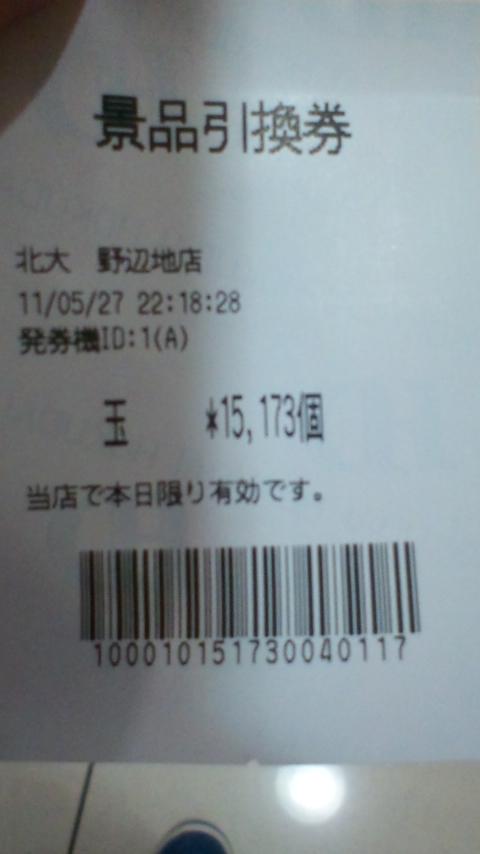 景品引換券
北大　野辺地店
11/05/27 22:18:28
発券機ID:1(A)
玉　　*15,173個
当店で本日限り有効です。
100010151730040117